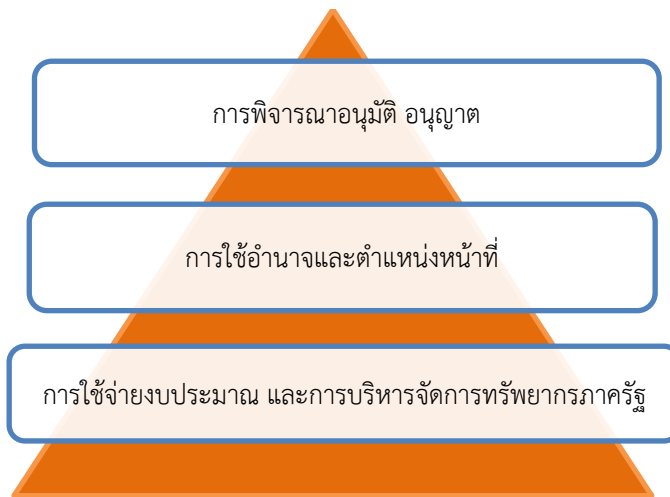 การพิจารณาอนุมัติ อนุญาต
การใช้อำนาจและตำแหน่งหน้าที่
การใช้จ่ายงบประมาณ และการบริหารจัดการทรัพยากรภาครัฐ